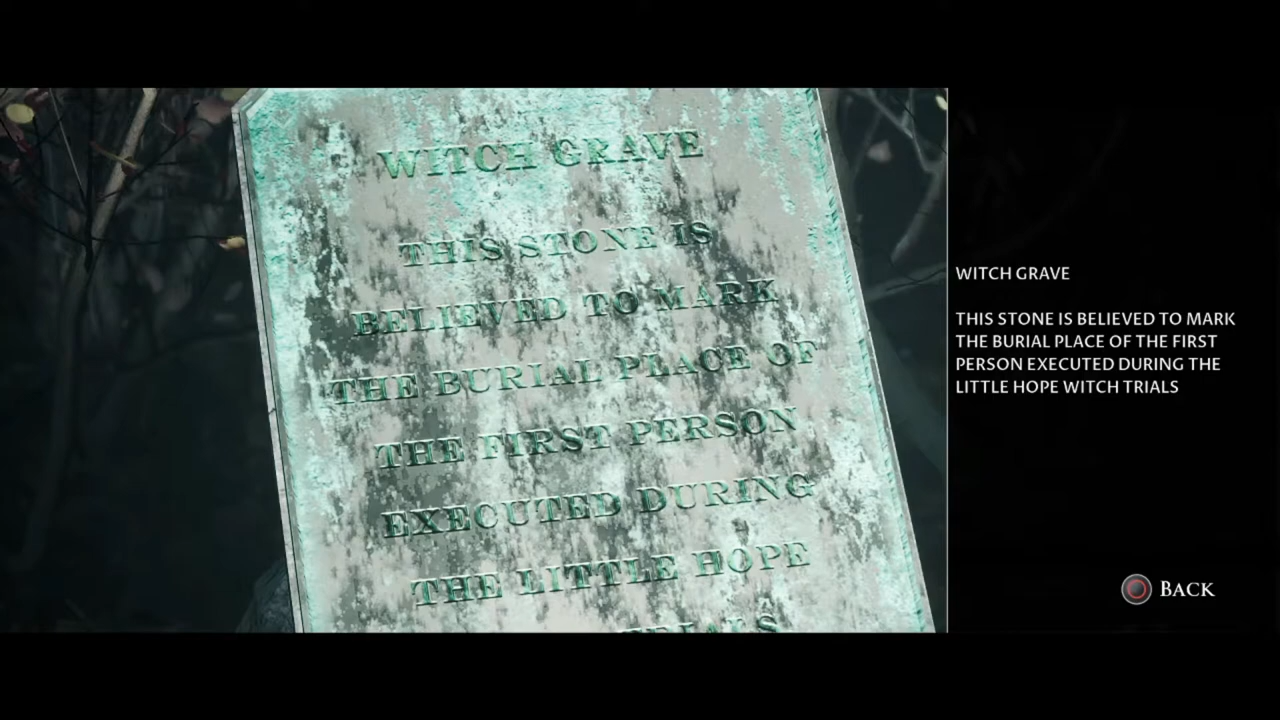 WITCH GRAVE
THIS STONE IS
BELIEVED TO MARK
THE BURIAL PLACE OF
THE FIRST PERSON
EXECUTED DURING
THE LITTLE HOPE
TRIALS
WITCH GRAVE
THIS STONE IS BELIEVED TO MARK
THE BURIAL PLACE OF THE FIRST
PERSON EXECUTED DURING THE
LITTLE HOPE WITCH TRIALS
BACK